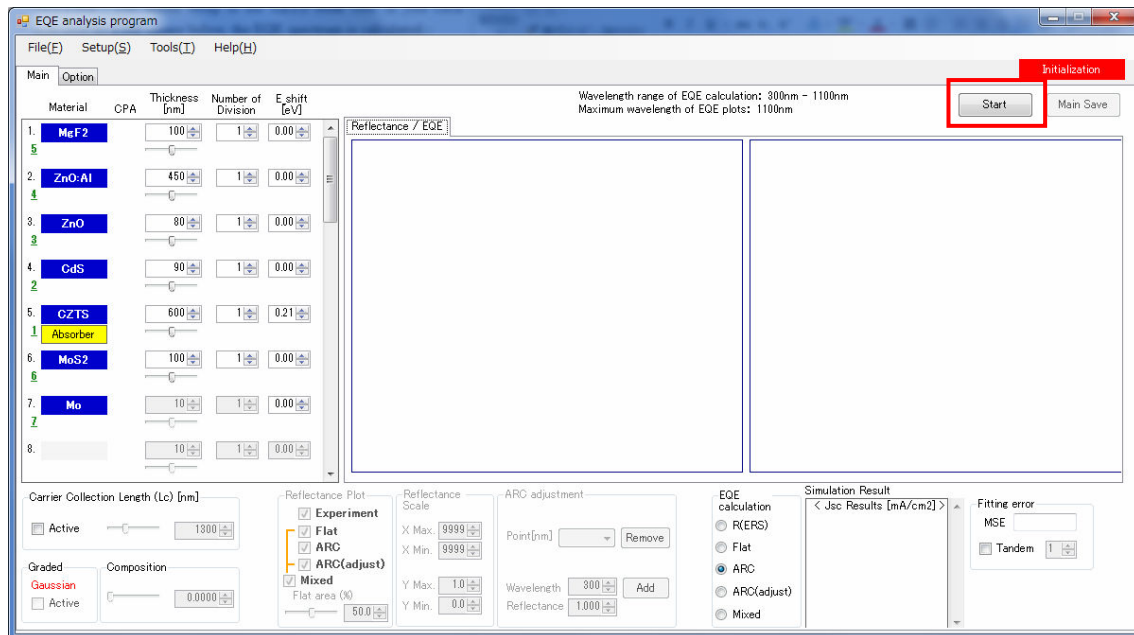 EQE analysis program
File(F) Setup(S) Tools(T) Help(H)
Main Option
Initialization
Material CPA Thickness [nm] Number of Division E_shift [eV]
Wavelength range of EQE calculation: 300nm - 1100nm
Maximum wavelength of EQE plots: 1100nm
Start Main Save
Reflectance / EQE
1. MgF2 100 1 0.00
5
2. ZnO:Al 450 1 0.00
4
3. ZnO 80 1 0.00
3
4. CdS 90 1 0.00
2
5. CZTS 600 1 0.21
1 Absorber
6. MoS2 100 1 0.00
6
7. Mo 10 1 0.00
7
8. 10 1 0.00
Carrier Collection Length (Lc) [nm]
Active 1300
Graded
Gaussian
Active
Composition
0.0000
Reflectance Plot
Experiment
Flat
ARC
ARC(adjust)
Mixed
Flat area (%)
50.0
Reflectance Scale
X Max. 9999
X Min. 9999
Y Max. 1.0
Y Min. 0.0
ARC adjustment
Point[nm] Remove
Wavelength 300 Add
Reflectance 1.000
EQE calculation
R(ERS)
Flat
ARC
ARC(adjust)
Mixed
Simulation Result
< Jsc Results [mA/cm2] >
Fitting error
MSE
Tandem 1